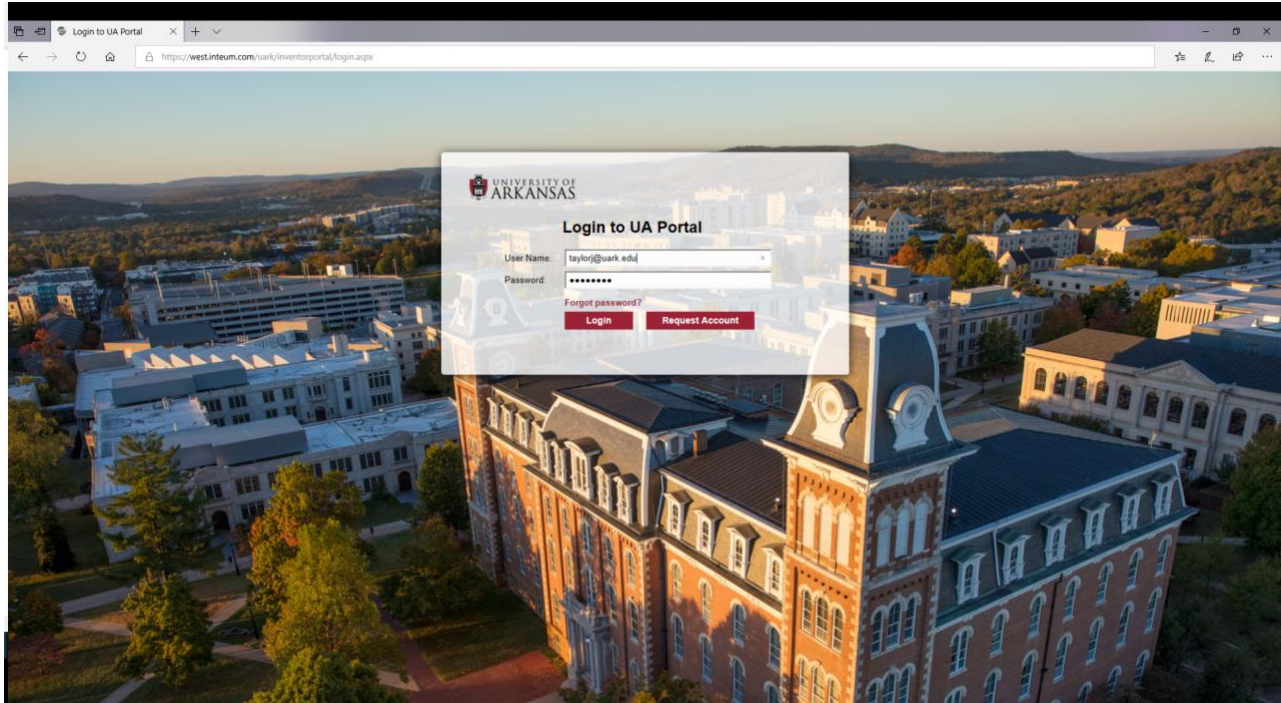 Login to UA Portal
https://west.inteum.com/uark/inventorportal/login.aspx
UNIVERSITY OF
ARKANSAS
Login to UA Portal
User Name: taylorj@uark.edu
Password: ••••••••
Forgot password?
Login Request Account